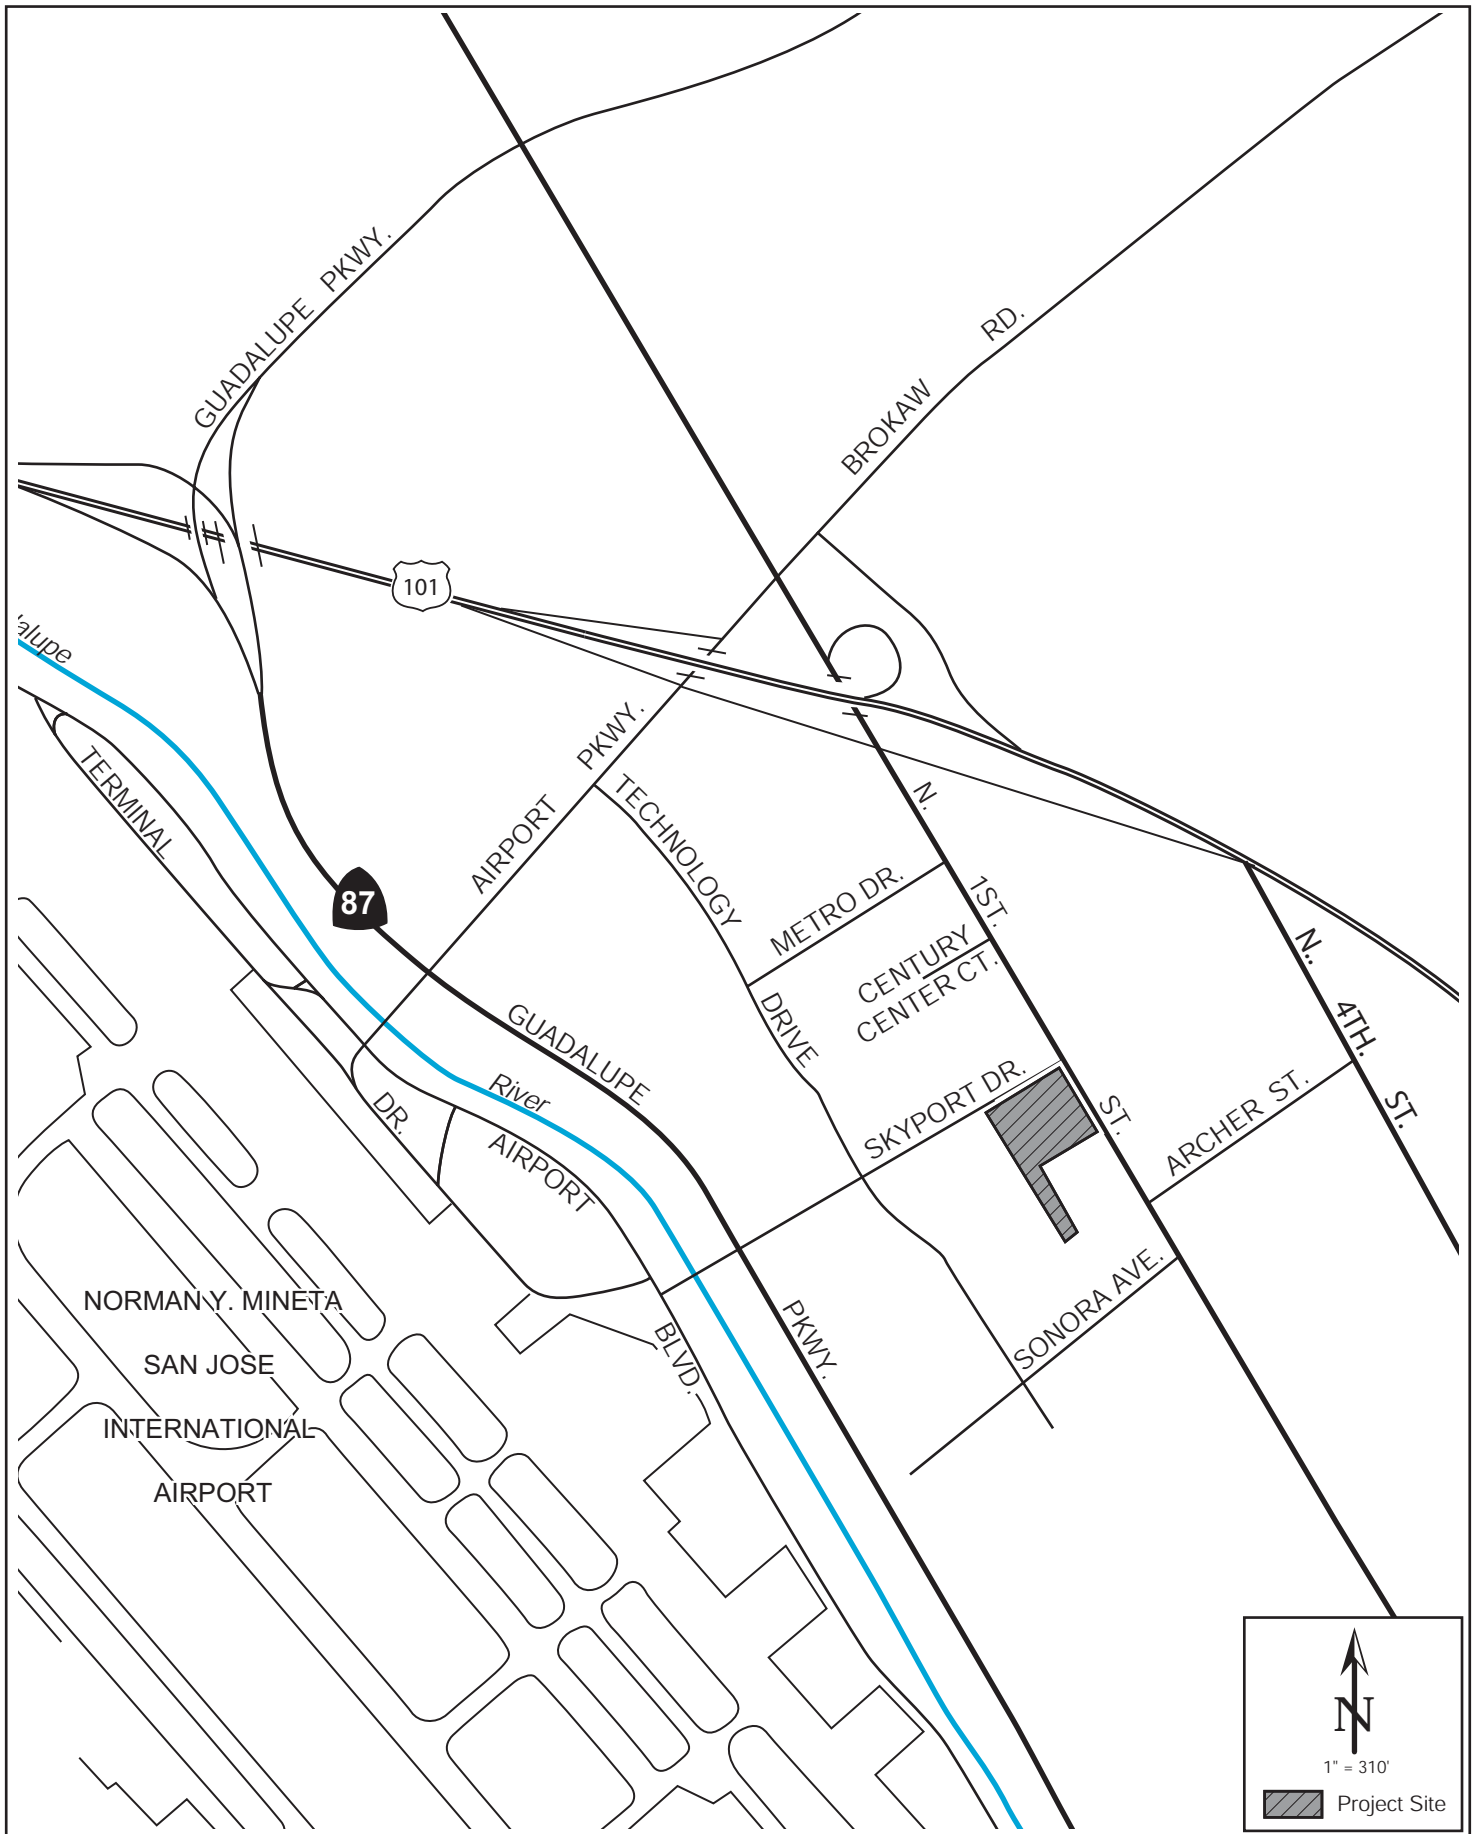 GUADALUPE PKWY.
BROKAW RD.
101
alupe
TERMINAL
DR.
AIRPORT PKWY.
TECHNOLOGY
DRIVE
N.
1ST.
ST.
METRO DR.
CENTURY
CENTER CT.
87
GUADALUPE
PKWY.
River
AIRPORT
BLVD.
SKYPORT DR.
ARCHER ST.
SONORA AVE.
N..
4TH.
ST.
NORMAN Y. MINETA
SAN JOSE
INTERNATIONAL
AIRPORT
N
1" = 310'
Project Site